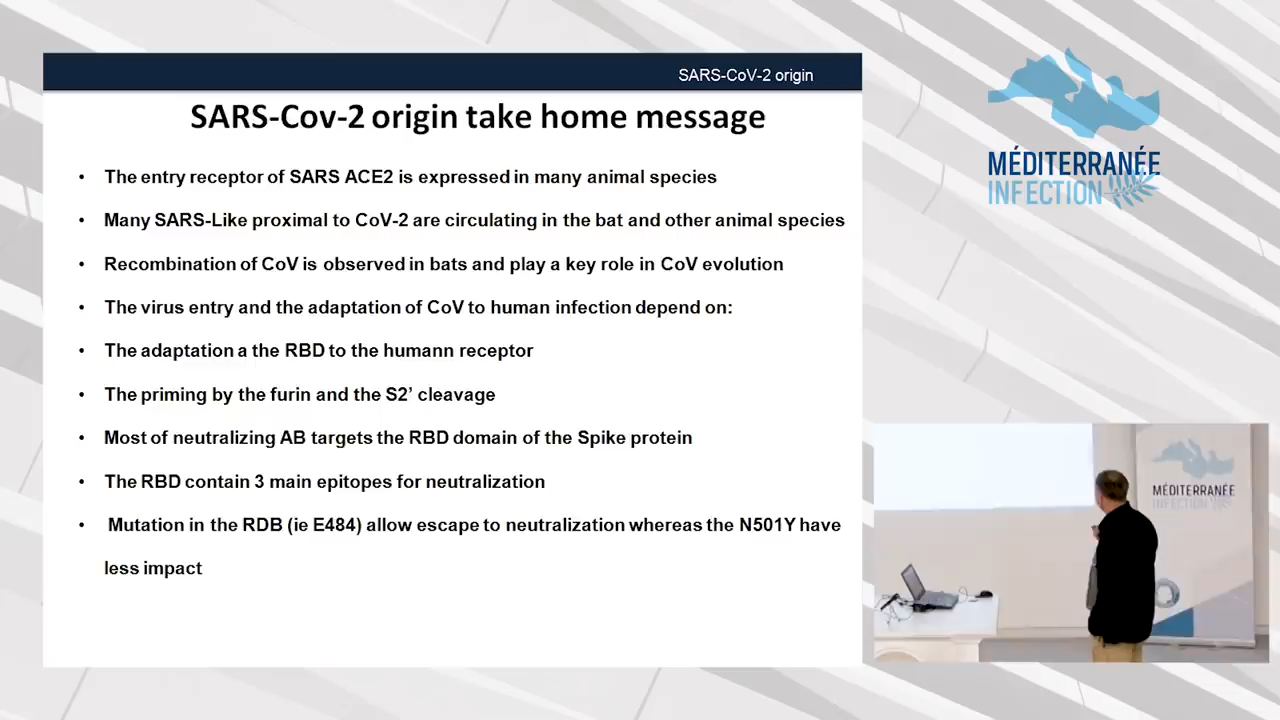 SARS-CoV-2 origin
SARS-Cov-2 origin take home message
• The entry receptor of SARS ACE2 is expressed in many animal species
• Many SARS-Like proximal to CoV-2 are circulating in the bat and other animal species
• Recombination of CoV is observed in bats and play a key role in CoV evolution
• The virus entry and the adaptation of CoV to human infection depend on:
• The adaptation a the RBD to the humann receptor
• The priming by the furin and the S2’ cleavage
• Most of neutralizing AB targets the RBD domain of the Spike protein
• The RBD contain 3 main epitopes for neutralization
• Mutation in the RDB (ie E484) allow escape to neutralization whereas the N501Y have
less impact
MÉDITERRANÉE
INFECTION
MÉDITERRANÉE
INFECTION